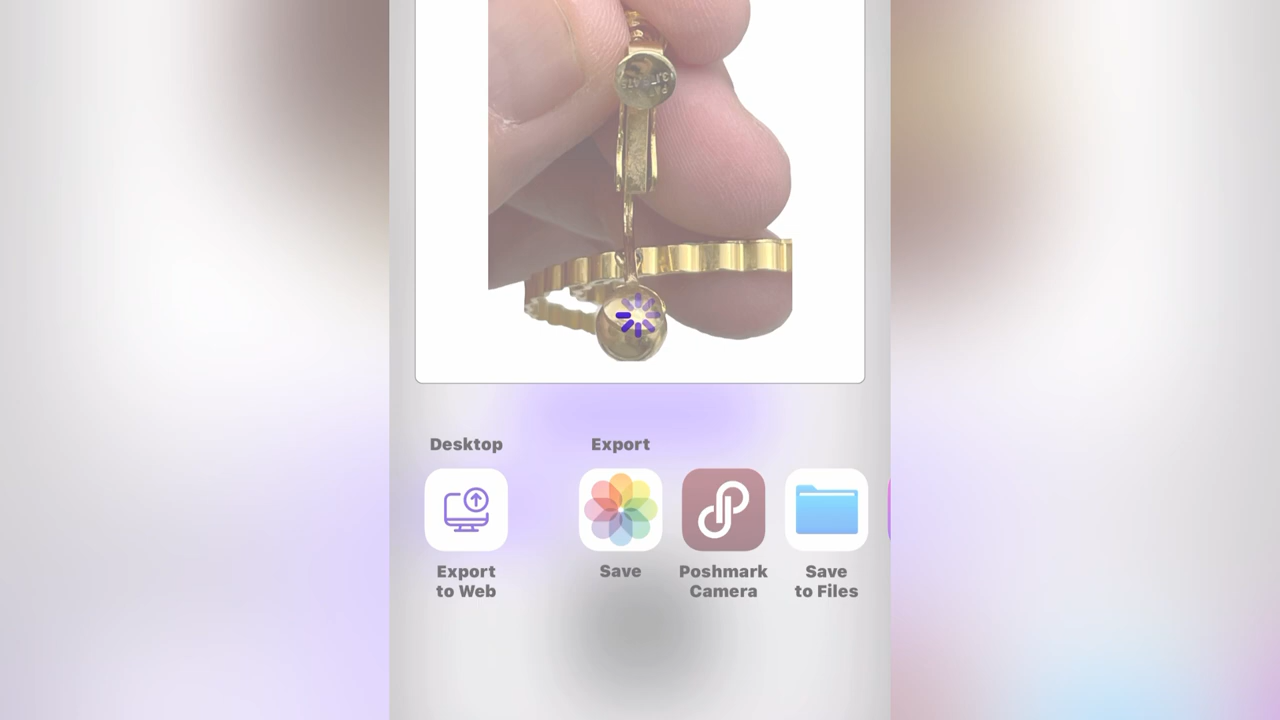 Desktop
Export
Export
to Web
Save
Poshmark
Camera
Save
to Files